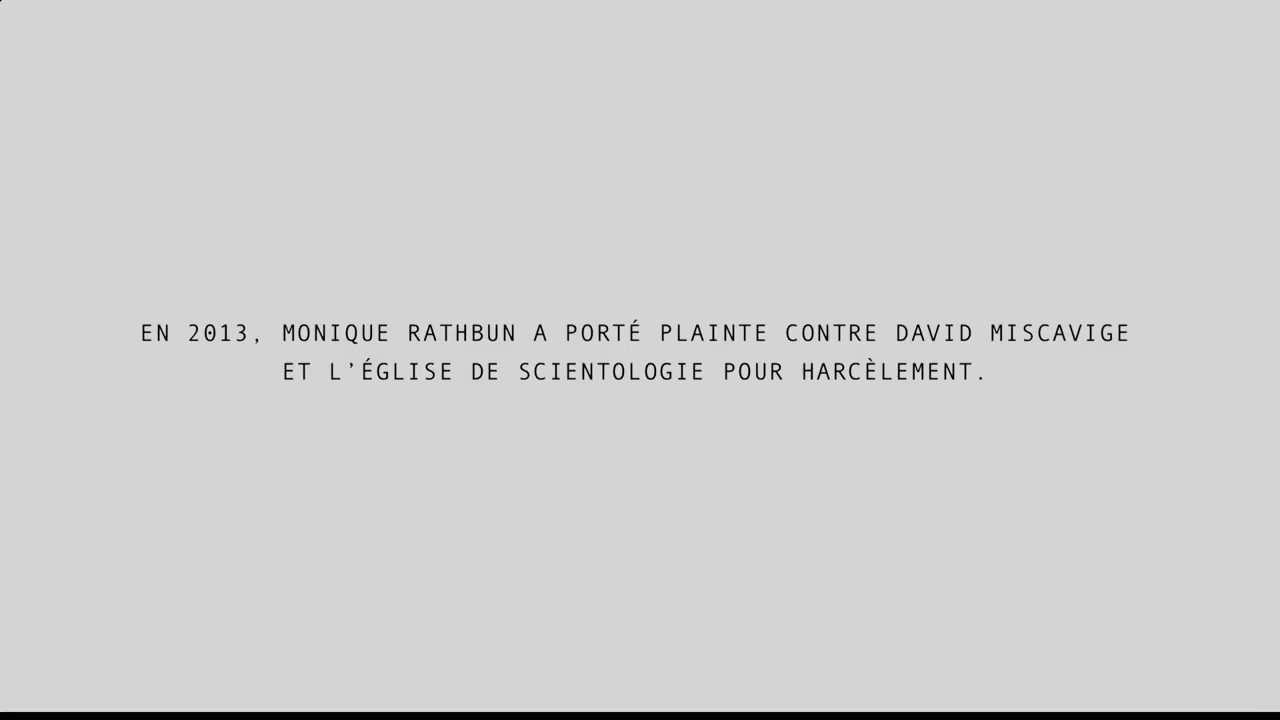 EN 2013, MONIQUE RATHBUN A PORTÉ PLAINTE CONTRE DAVID MISCAVIGE
ET L’ÉGLISE DE SCIENTOLOGIE POUR HARCÈLEMENT.